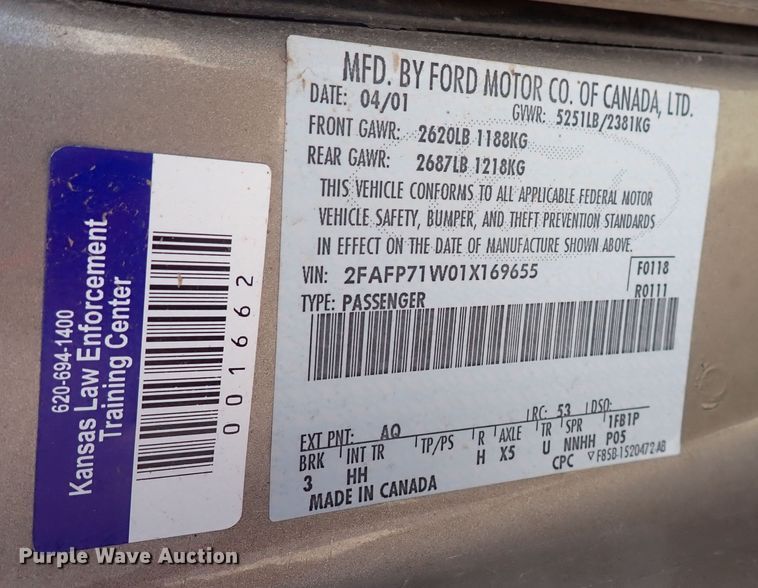 MFD. BY FORD MOTOR CO. OF CANADA, LTD.
DATE: 04/01 GVWR: 5251LB/2381KG
FRONT GAWR: 2620LB 1188KG
REAR GAWR: 2687LB 1218KG
THIS VEHICLE CONFORMS TO ALL APPLICABLE FEDERAL MOTOR
VEHICLE SAFETY, BUMPER, AND THEFT PREVENTION STANDARDS
IN EFFECT ON THE DATE OF MANUFACTURE SHOWN ABOVE.
VIN: 2FAFP71W01X169655 F0118
TYPE: PASSENGER R0111
EXT PNT: AQ RC: 53 DSO:
BRK INT TR TP/PS R AXLE TR SPR 1FB1P
3 HH H X5 U NNHH P05
MADE IN CANADA CPC ▽ F85B-1520472-AB
620-694-1400
Kansas Law Enforcement
Training Center
001662
Purple Wave Auction